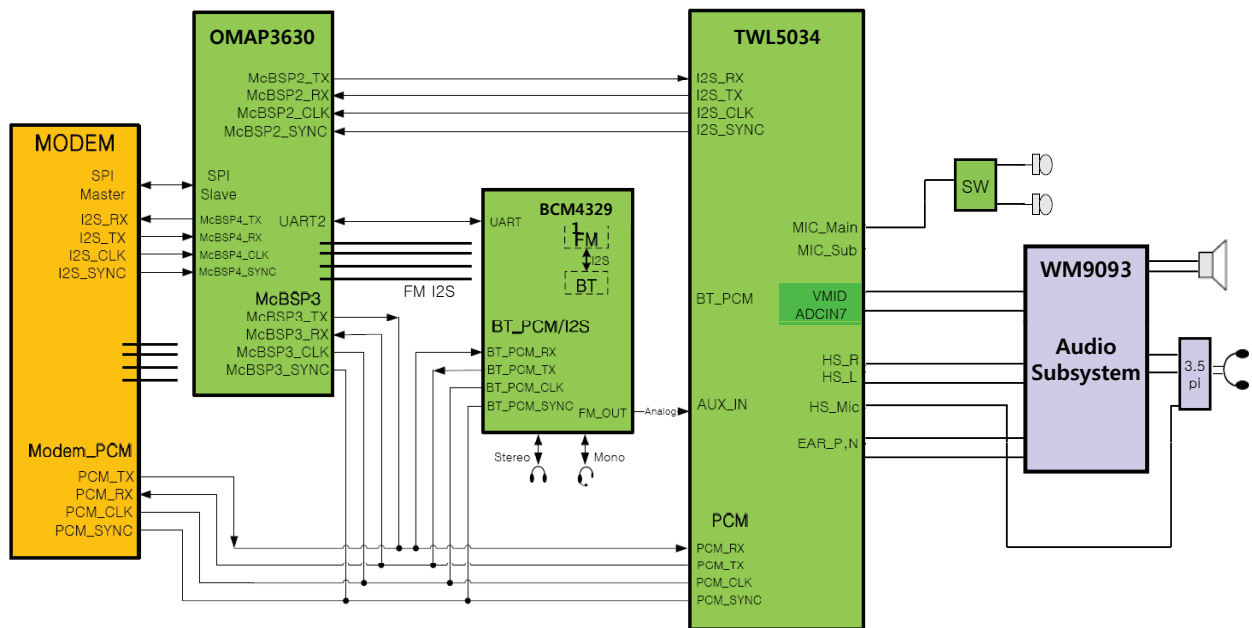 MODEM
SPI
Master
I2S_RX
I2S_TX
I2S_CLK
I2S_SYNC
Modem_PCM
PCM_TX
PCM_RX
PCM_CLK
PCM_SYNC
OMAP3630
McBSP2_TX
McBSP2_RX
McBSP2_CLK
McBSP2_SYNC
SPI
Slave
McBSP4_TX
McBSP4_RX
McBSP4_CLK
McBSP4_SYNC
UART2
FM I2S
McBSP3
McBSP3_TX
McBSP3_RX
McBSP3_CLK
McBSP3_SYNC
BCM4329
1
UART
FM
I2S
BT
BT_PCM/I2S
BT_PCM_RX
BT_PCM_TX
BT_PCM_CLK
BT_PCM_SYNC
FM_OUT
Analog
Stereo
Mono
TWL5034
I2S_RX
I2S_TX
I2S_CLK
I2S_SYNC
MIC_Main
MIC_Sub
BT_PCM
VMID
ADCIN7
HS_R
HS_L
AUX_IN
HS_Mic
EAR_P,N
PCM
PCM_RX
PCM_TX
PCM_CLK
PCM_SYNC
SW
WM9093
Audio
Subsystem
3.5
pi